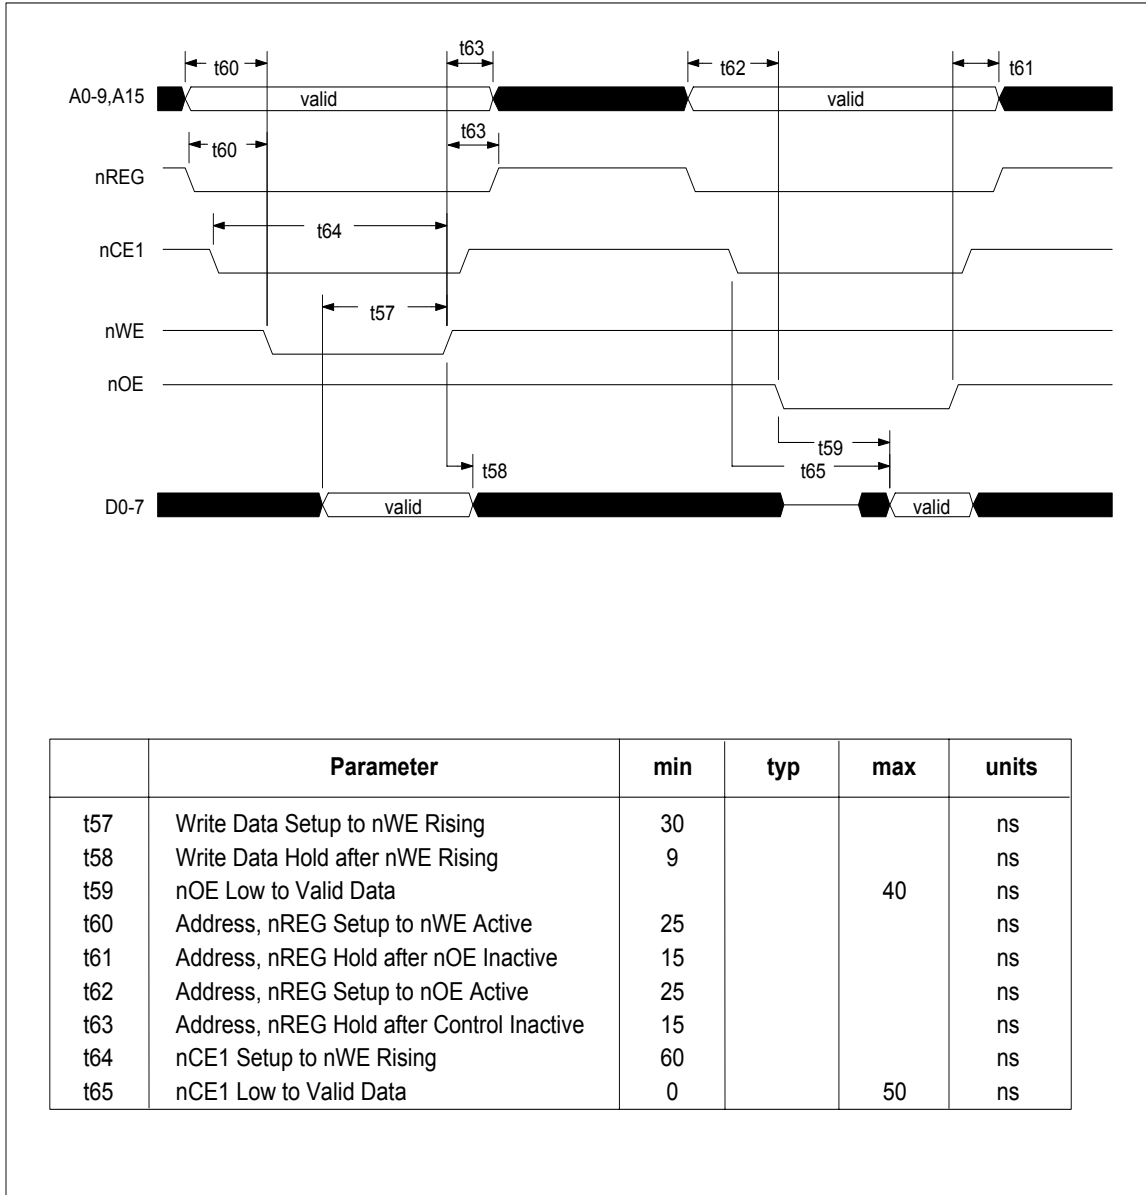 t60
t63
t62
t61
A0-9,A15
valid
valid
t60
t63
nREG
t64
nCE1
t57
nWE
nOE
t59
t58
t65
D0-7
valid
valid
Parameter min typ max units
t57 Write Data Setup to nWE Rising 30 ns
t58 Write Data Hold after nWE Rising 9 ns
t59 nOE Low to Valid Data 40 ns
t60 Address, nREG Setup to nWE Active 25 ns
t61 Address, nREG Hold after nOE Inactive 15 ns
t62 Address, nREG Setup to nOE Active 25 ns
t63 Address, nREG Hold after Control Inactive 15 ns
t64 nCE1 Setup to nWE Rising 60 ns
t65 nCE1 Low to Valid Data 0 50 ns